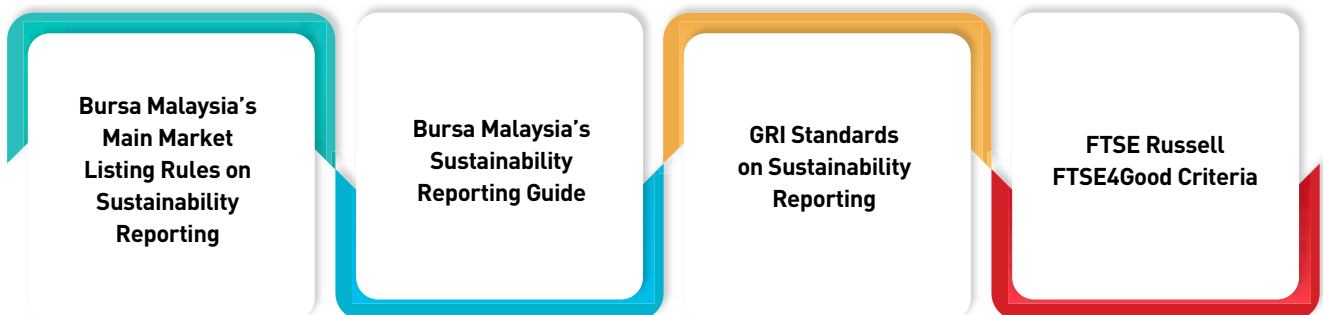 Bursa Malaysia’s
Main Market
Listing Rules on
Sustainability
Reporting
Bursa Malaysia’s
Sustainability
Reporting Guide
GRI Standards
on Sustainability
Reporting
FTSE Russell
FTSE4Good Criteria